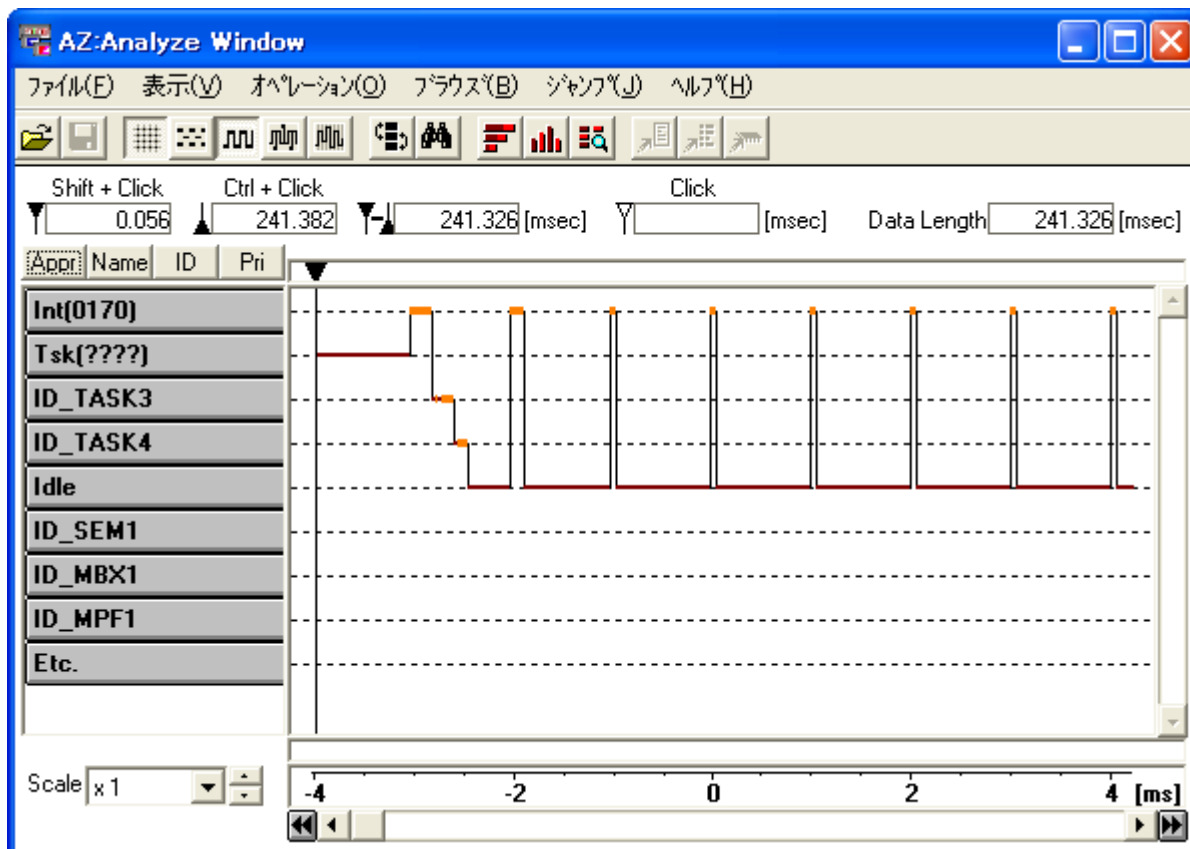 AZ:Analyze Window
ファイル(F) 表示(V) オペレーション(O) ブラウズ(B) ジャンプ(J) ヘルプ(H)
Shift + Click Ctrl + Click Click
0.056 241.382 241.326 [msec] [msec] Data Length 241.326 [msec]
Appr Name ID Pri
Int(0170)
Tsk(????)
ID_TASK3
ID_TASK4
Idle
ID_SEM1
ID_MBX1
ID_MPF1
Etc.
Scale x 1
-4 -2 0 2 4 [ms]